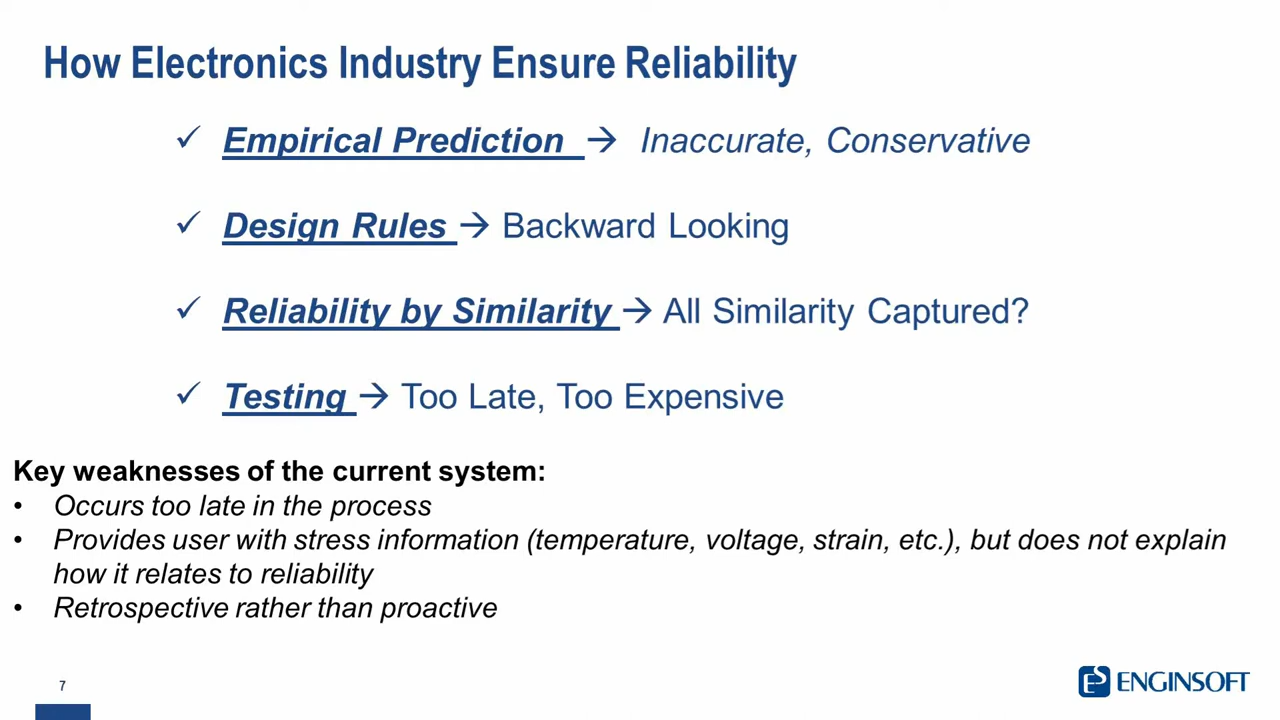 How Electronics Industry Ensure Reliability
✓ Empirical Prediction → Inaccurate, Conservative
✓ Design Rules → Backward Looking
✓ Reliability by Similarity → All Similarity Captured?
✓ Testing → Too Late, Too Expensive
Key weaknesses of the current system:
• Occurs too late in the process
• Provides user with stress information (temperature, voltage, strain, etc.), but does not explain
how it relates to reliability
• Retrospective rather than proactive
7
ENGINSOFT